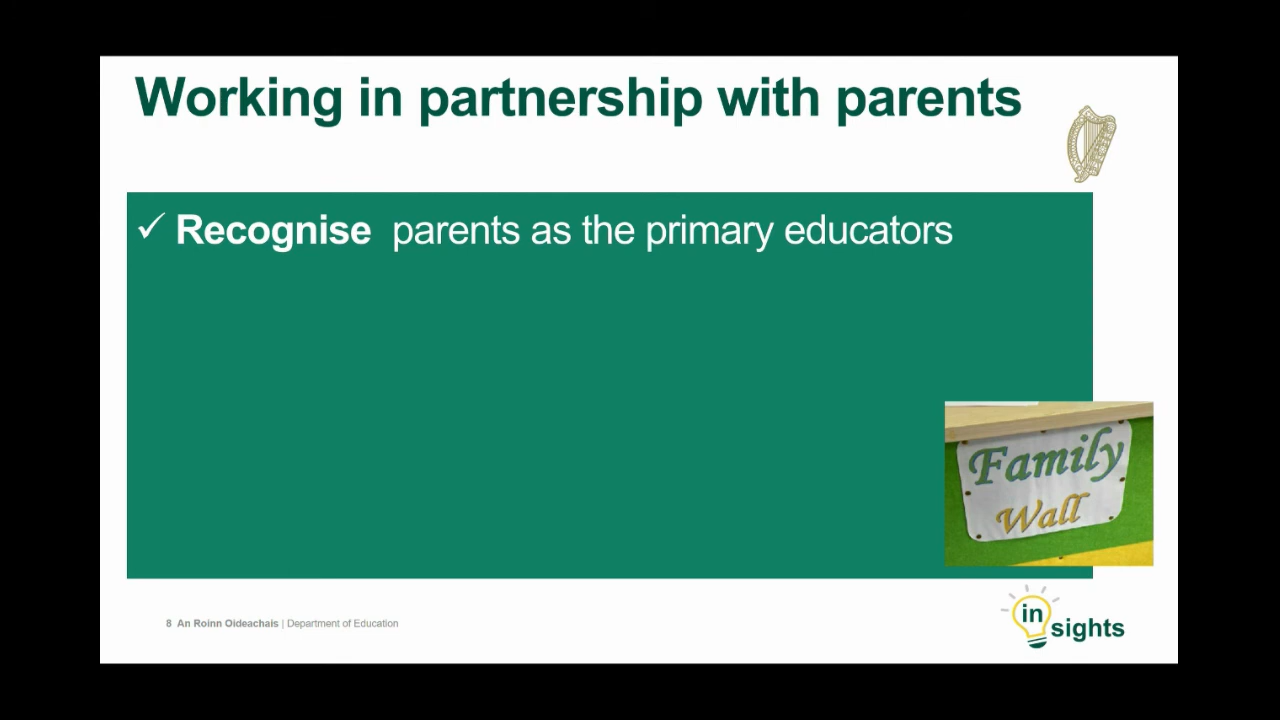 Working in partnership with parents
✓ Recognise parents as the primary educators
Family
Wall
8 An Roinn Oideachais | Department of Education
in
sights